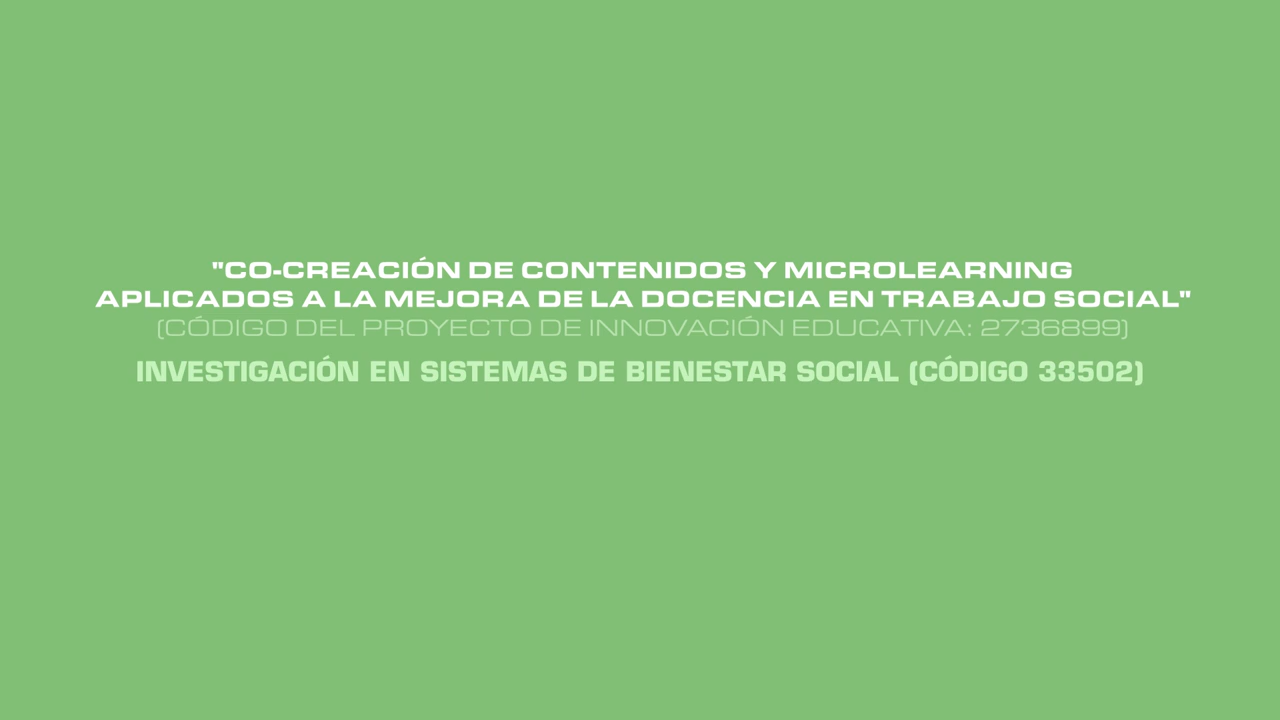 "CO-CREACIÓN DE CONTENIDOS Y MICROLEARNING
APLICADOS A LA MEJORA DE LA DOCENCIA EN TRABAJO SOCIAL"
(CÓDIGO DEL PROYECTO DE INNOVACIÓN EDUCATIVA: 2736899)
INVESTIGACIÓN EN SISTEMAS DE BIENESTAR SOCIAL (CÓDIGO 33502)